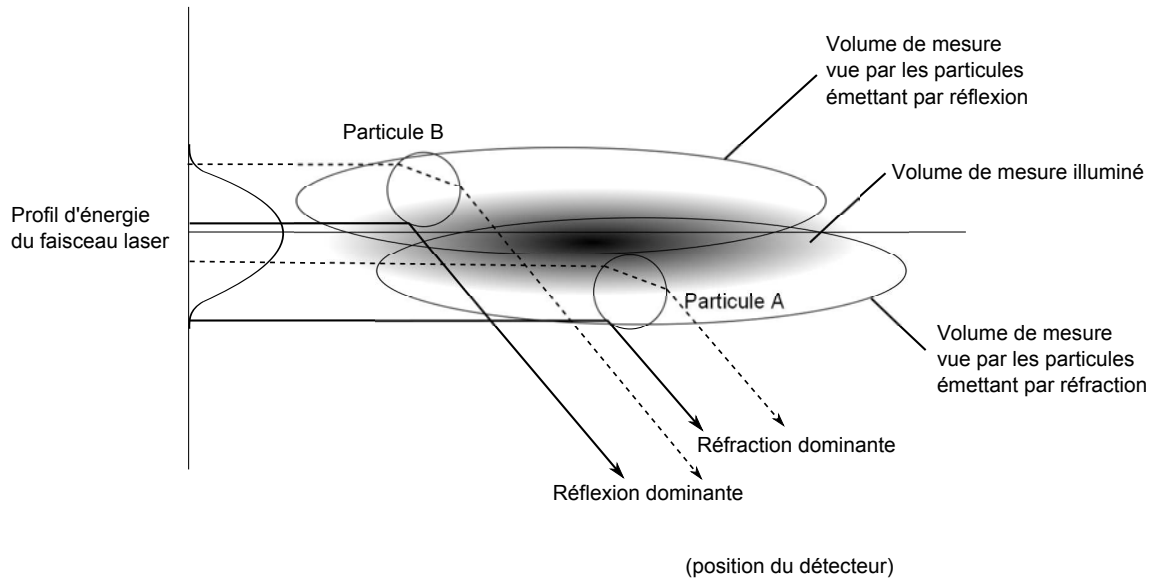 Volume de mesure
vue par les particules
émettant par réflexion
Particule B
Volume de mesure illuminé
Profil d'énergie
du faisceau laser
Particule A
Volume de mesure
vue par les particules
émettant par réfraction
Réfraction dominante
Réflexion dominante
(position du détecteur)